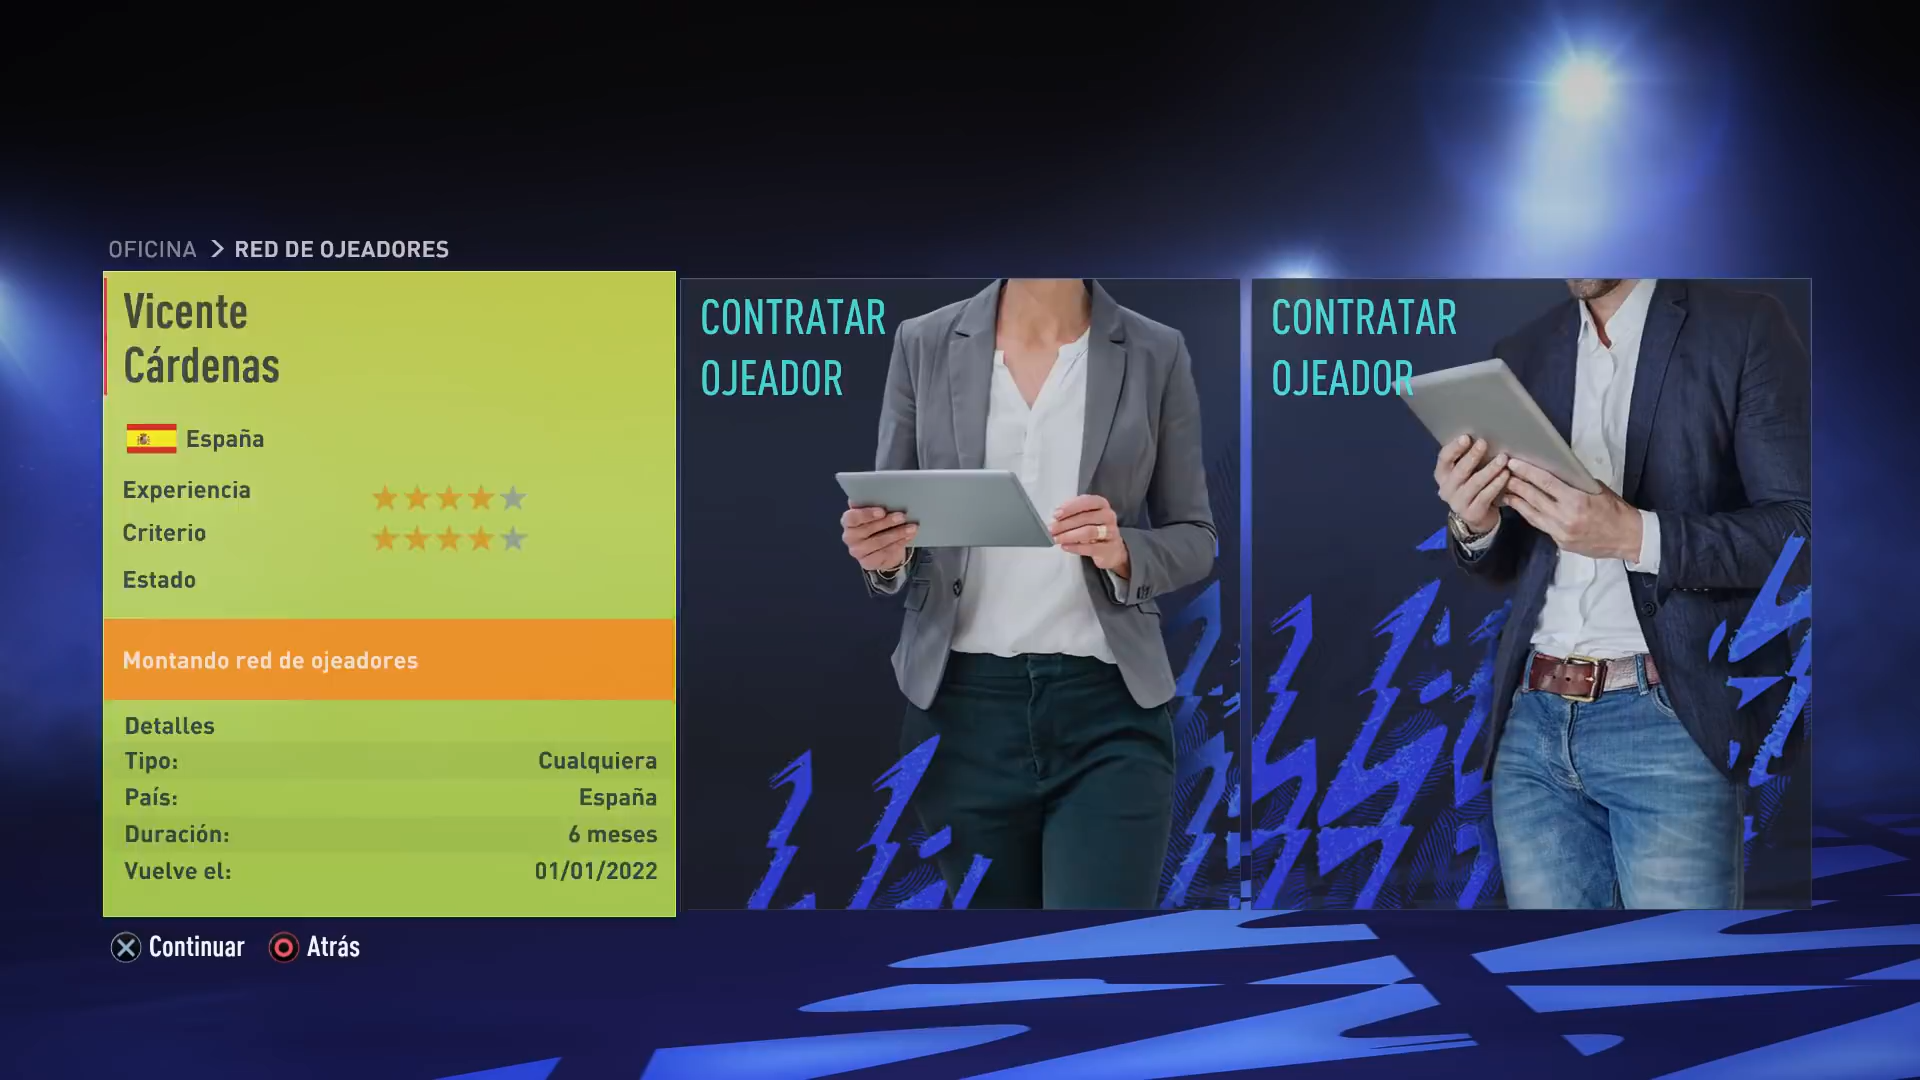 OFICINA > RED DE OJEADORES
Vicente
Cárdenas
España
Experiencia
Criterio
Estado
Montando red de ojeadores
Detalles
Tipo: Cualquiera
País: España
Duración: 6 meses
Vuelve el: 01/01/2022
CONTRATAR
OJEADOR
CONTRATAR
OJEADOR
Continuar Atrás